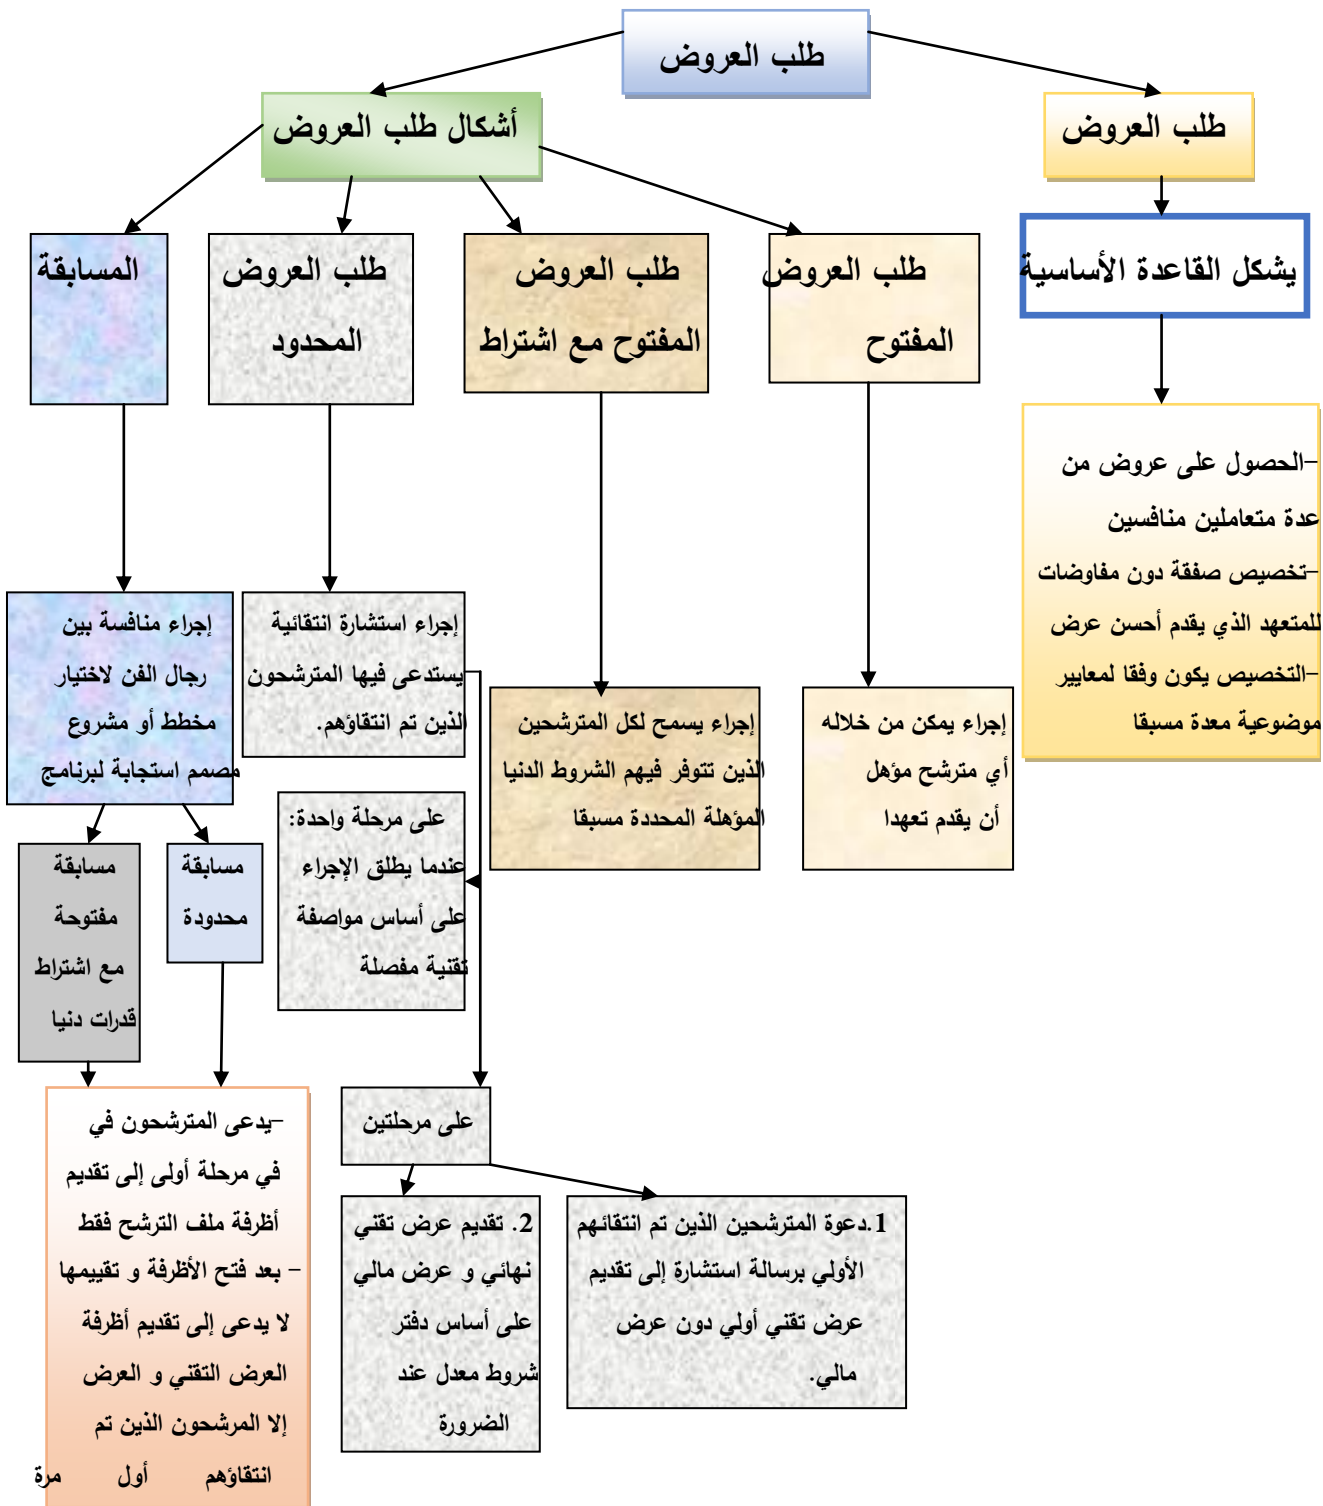 طلب العروض
طلب العروض
أشكال طلب العروض
يشكل القاعدة الأساسية
طلب العروض
المفتوح
طلب العروض
المفتوح مع اشتراط
طلب العروض
المحدود
المسابقة
–الحصول على عروض من
عدة متعاملين منافسين
–تخصيص صفقة دون مفاوضات
للمتعهد الذي يقدم أحسن عرض
–التخصيص يكون وفقا لمعايير
موضوعية معدة مسبقا
إجراء يمكن من خلاله
أي مترشح مؤهل
أن يقدم تعهدا
إجراء يسمح لكل المترشحين
الذين تتوفر فيهم الشروط الدنيا
المؤهلة المحددة مسبقا
إجراء استشارة انتقائية
يستدعى فيها المترشحون
الذين تم انتقاؤهم.
إجراء منافسة بين
رجال الفن لاختيار
مخطط أو مشروع
مصمم استجابة لبرنامج
على مرحلة واحدة:
عندما يطلق الإجراء
على أساس مواصفة
تقنية مفصلة
مسابقة
محدودة
مسابقة
مفتوحة
مع اشتراط
قدرات دنيا
على مرحلتين
1.دعوة المترشحين الذين تم انتقائهم
الأولي برسالة استشارة إلى تقديم
عرض تقني أولي دون عرض
مالي.
2. تقديم عرض تقني
نهائي و عرض مالي
على أساس دفتر
شروط معدل عند
الضرورة
–يدعى المترشحون في
في مرحلة أولى إلى تقديم
أظرفة ملف الترشح فقط
– بعد فتح الأظرفة و تقييمها
لا يدعى إلى تقديم أظرفة
العرض التقني و العرض
إلا المرشحون الذين تم
انتقاؤهم أول مرة